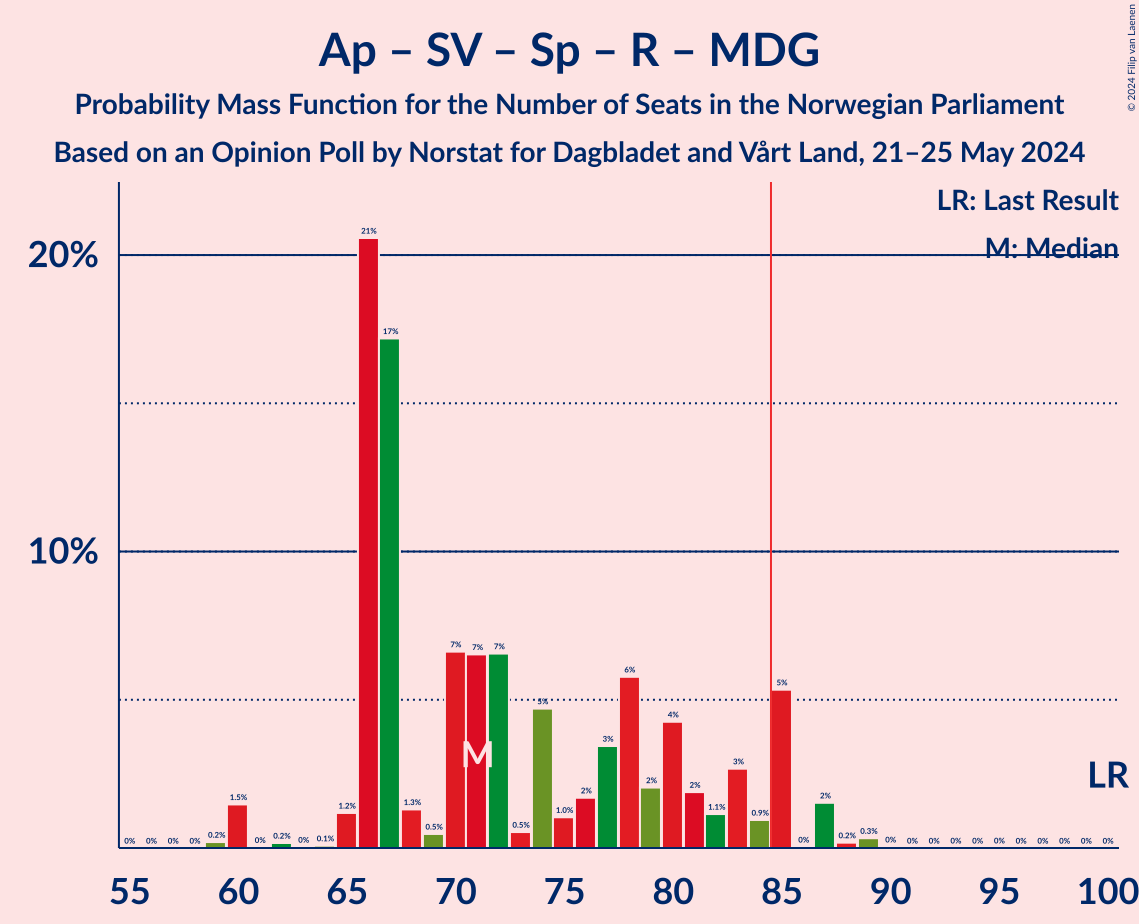 Ap – SV – Sp – R – MDG
Probability Mass Function for the Number of Seats in the Norwegian Parliament
Based on an Opinion Poll by Norstat for Dagbladet and Vårt Land, 21–25 May 2024
© 2024 Filip van Laenen
LR: Last Result
M: Median
20%
10%
0% 0% 0% 0% 0.2% 1.5% 0% 0.2% 0% 0.1% 1.2% 21% 17% 1.3% 0.5% 7% 7% 7% 0.5% 5% 1.0% 2% 3% 6% 2% 4% 2% 1.1% 3% 0.9% 5% 0% 2% 0.2% 0.3% 0% 0% 0% 0% 0% 0% 0% 0% 0% 0% 0%
M
LR
55 60 65 70 75 80 85 90 95 100